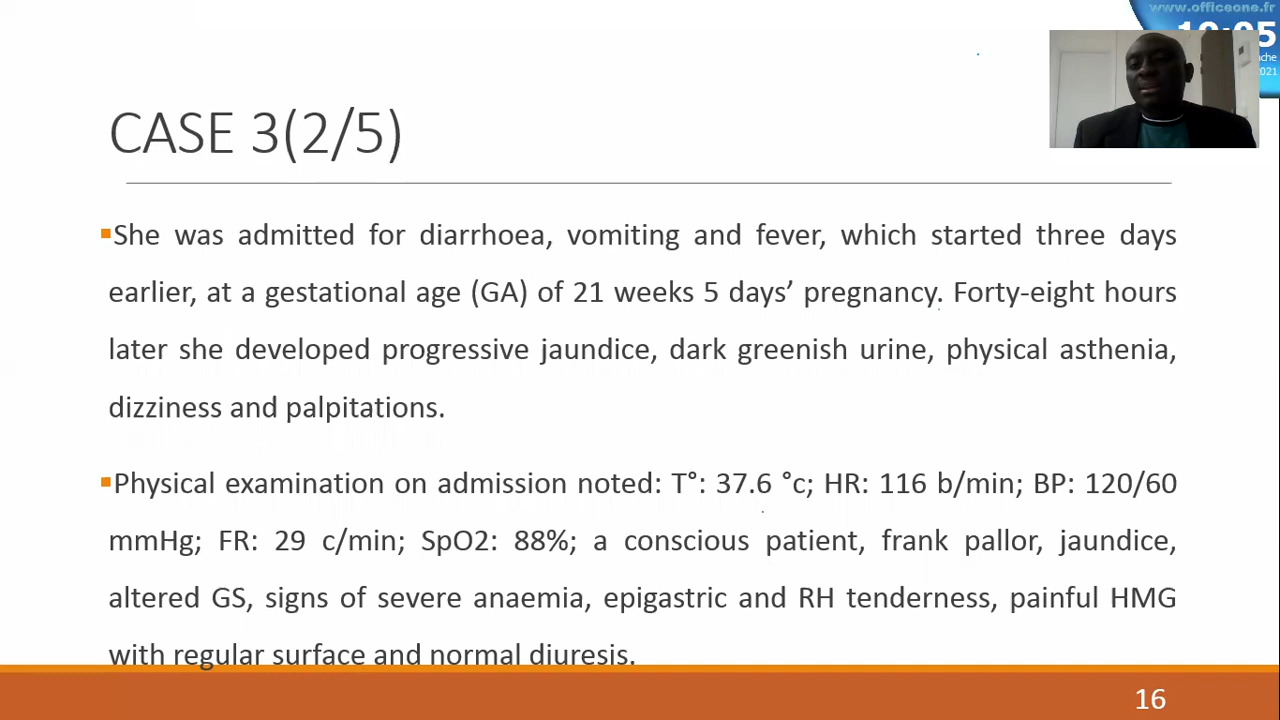 www.officeone.fr
CASE 3(2/5)
▪She was admitted for diarrhoea, vomiting and fever, which started three days
earlier, at a gestational age (GA) of 21 weeks 5 days’ pregnancy. Forty-eight hours
later she developed progressive jaundice, dark greenish urine, physical asthenia,
dizziness and palpitations.
▪Physical examination on admission noted: T°: 37.6 °c; HR: 116 b/min; BP: 120/60
mmHg; FR: 29 c/min; SpO2: 88%; a conscious patient, frank pallor, jaundice,
altered GS, signs of severe anaemia, epigastric and RH tenderness, painful HMG
with regular surface and normal diuresis.
16